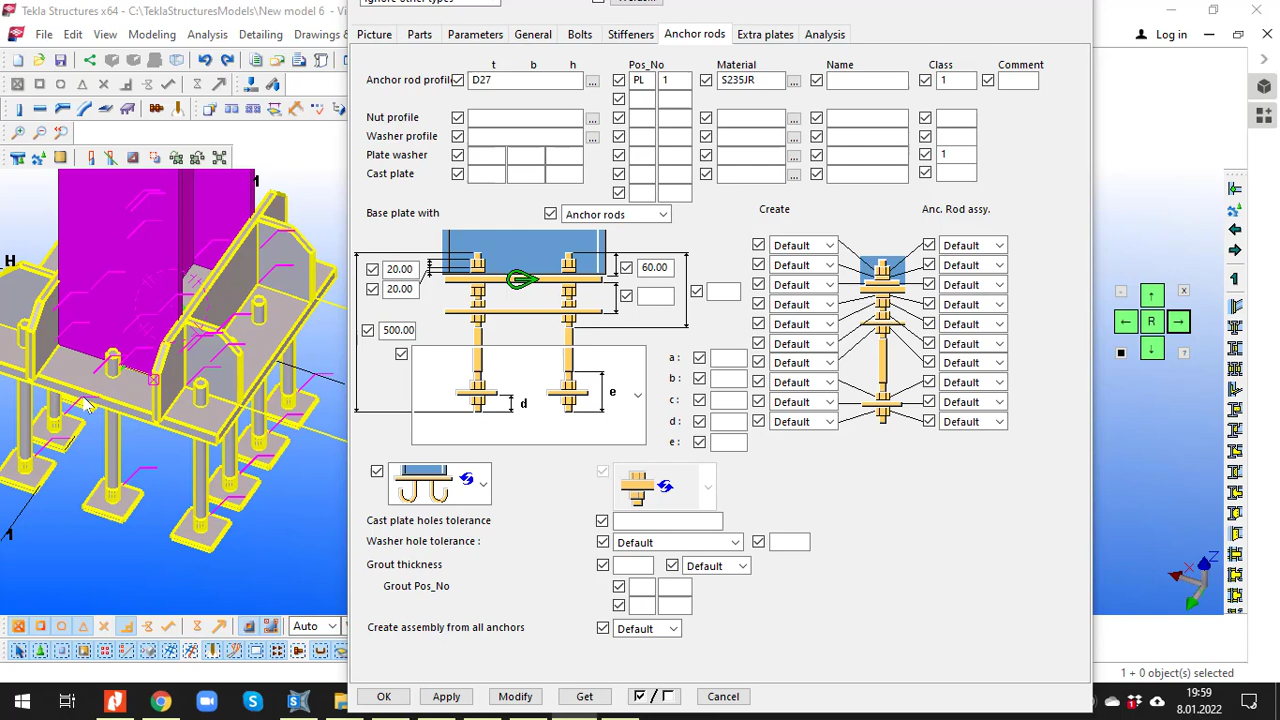 Ignore other types
C:\TeklaStructuresModels\New model 6 - Vi
Tekla Structures x64 -
Picture Parts Parameters General Bolts Stiffeners Anchor rods Extra plates Analysis
File Edit View Modeling Analysis Detailing Drawings Log in
t b h Pos_No Material Name Class Comment
Anchor rod profile D27 PL 1 S235JR 1
Nut profile
Washer profile
Plate washer 1
Cast plate
Base plate with Anchor rods
Create Anc. Rod assy.
Default Default
20.00 60.00 Default Default
20.00 Default Default
Default Default
500.00 Default Default
Default Default
a : Default Default
b : Default Default
c : Default Default
d : Default Default
e :
d e
H
1
1
R
x
?
Z
X
Cast plate holes tolerance
Washer hole tolerance : Default
Grout thickness Default
Grout Pos_No
Auto
Create assembly from all anchors Default
1 + 0 object(s) selected
OK Apply Modify Get / Cancel
19:59
8.01.2022